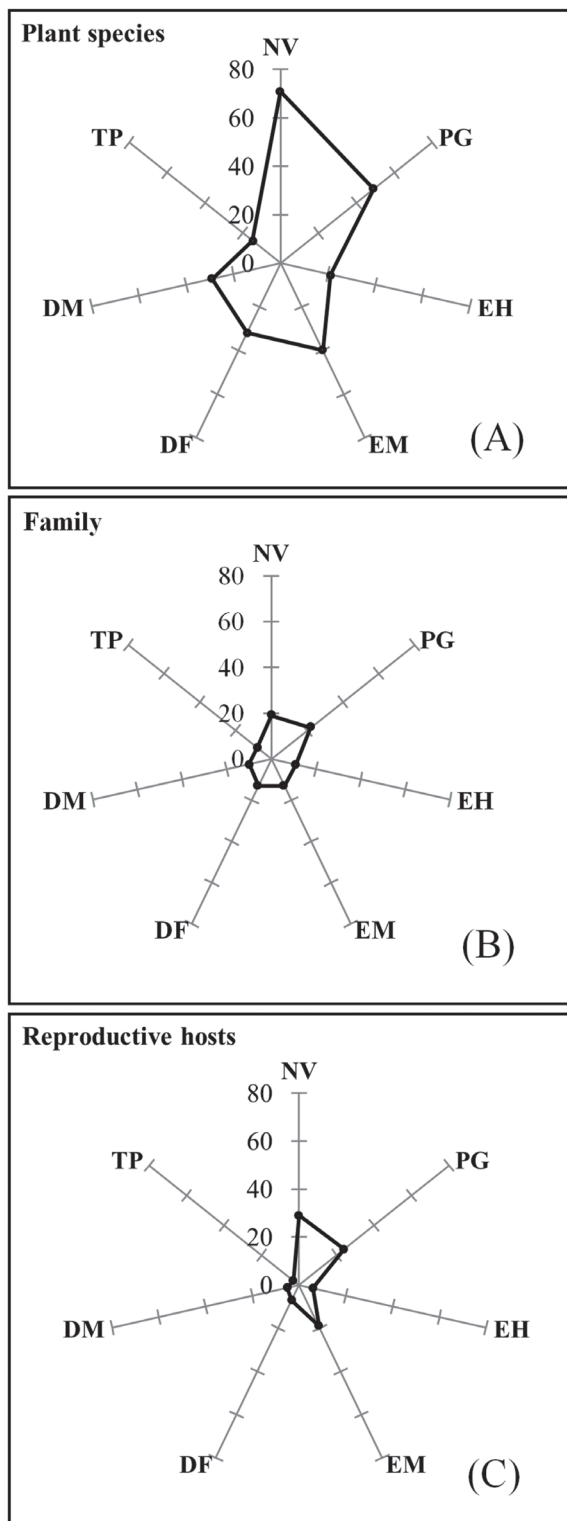 Plant species
NV
80
60
40
20
0
TP
PG
DM
EH
DF
EM
(A)
Family
NV
80
60
40
20
0
TP
PG
DM
EH
DF
EM
(B)
Reproductive hosts
NV
80
60
40
20
0
TP
PG
DM
EH
DF
EM
(C)